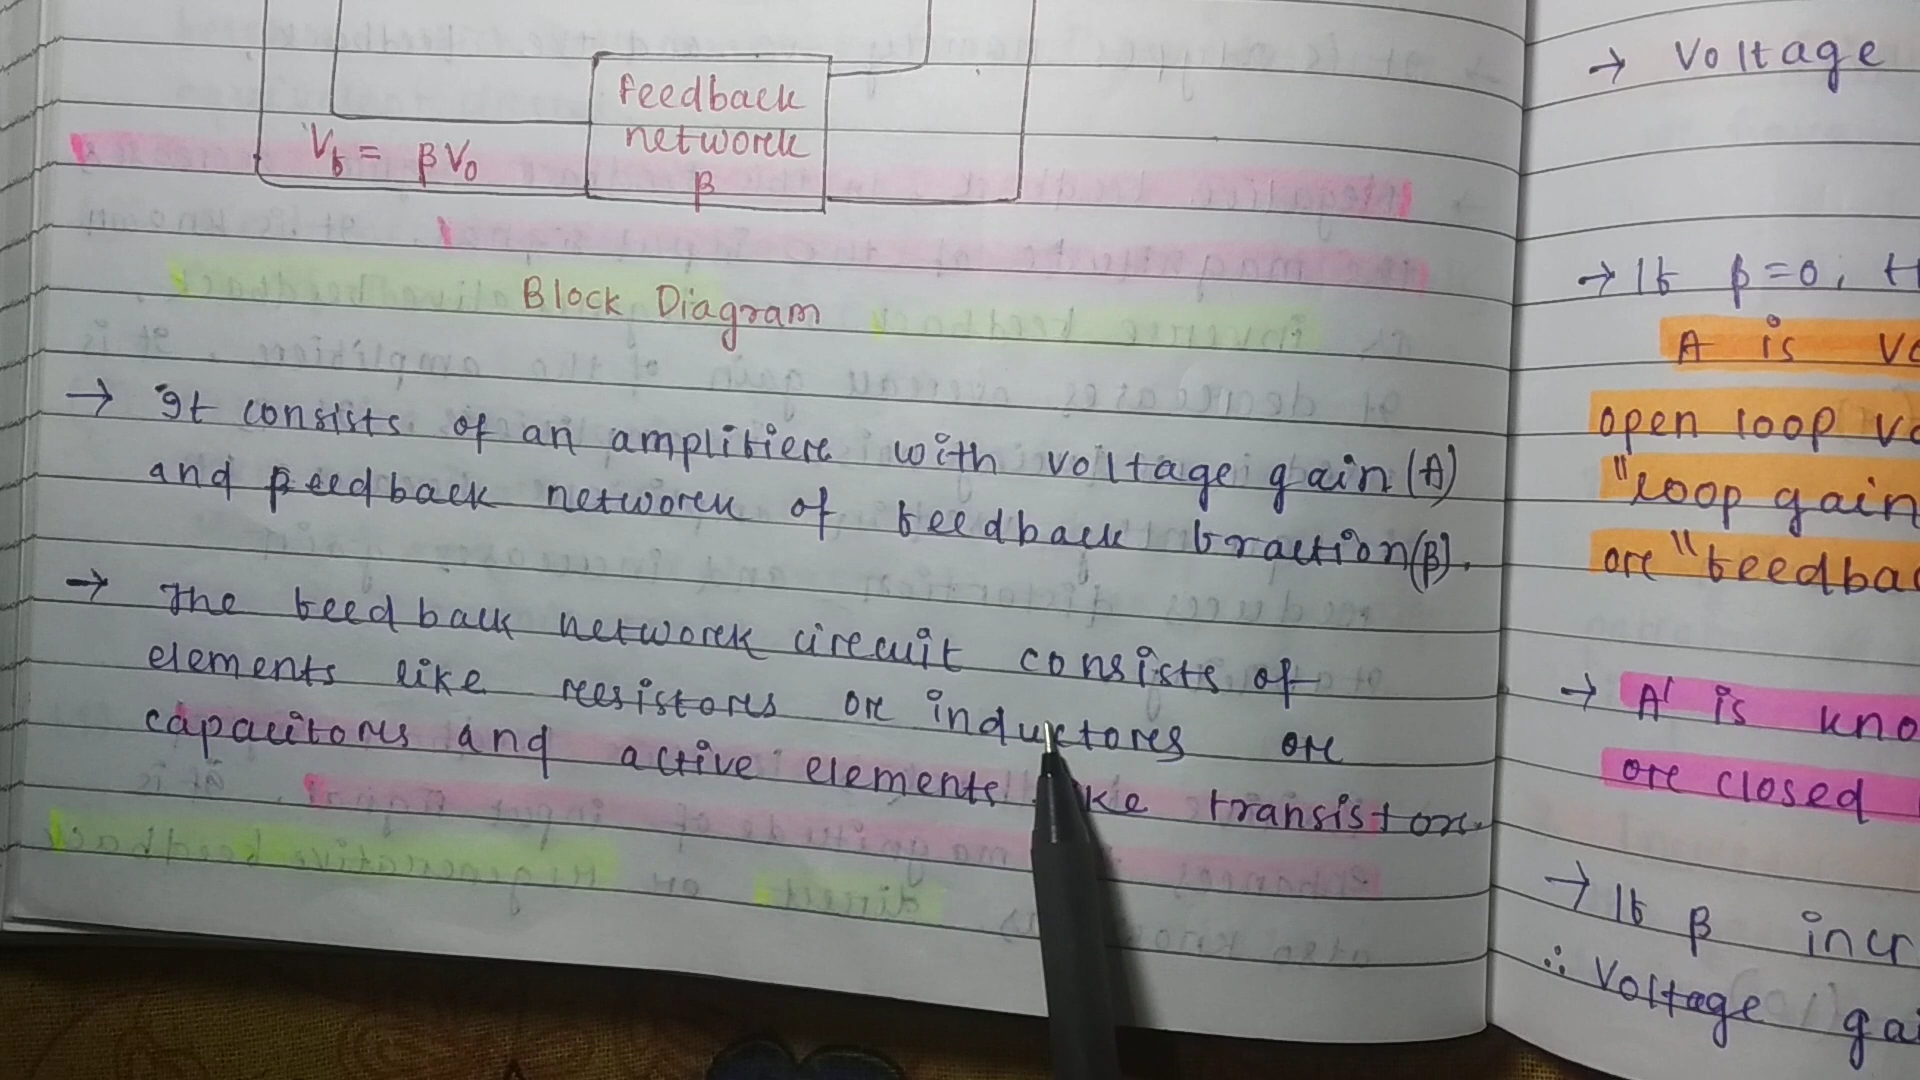 feedback
network
β
Vf = βVo
Block Diagram
→ It consists of an amplifier with voltage gain (A)
and feedback network of feedback fraction(β).
→ The feedback network circuit consists of
elements like resistors or inductors or
capacitors and active elements like transistor.
→ Voltage
→ If β=0,
A is
open loop
"loop gain
or "feedba
→ A' is kno
or closed
→ If β incr
∴ Voltage gai